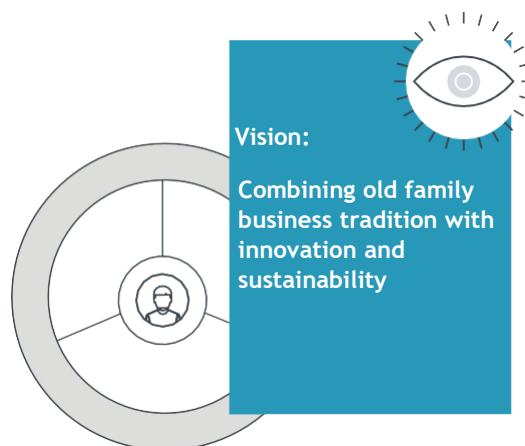 Vision:
Combining old family
business tradition with
innovation and
sustainability